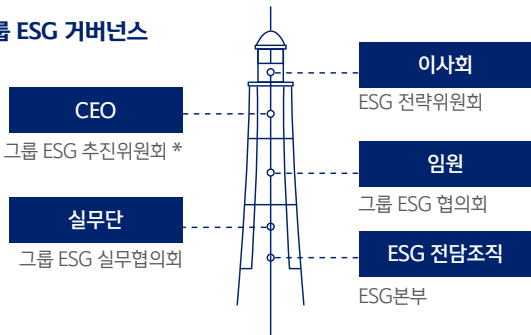 ESG 거버넌스
이사회
ESG 전략위원회
CEO
그룹 ESG 추진위원회 *
임원
그룹 ESG 협의회
실무단
그룹 ESG 실무협의회
ESG 전담조직
ESG본부